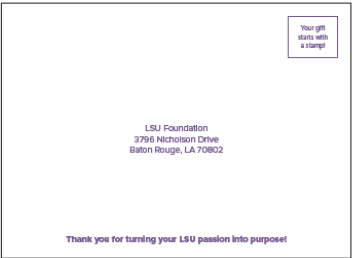 Your gift
starts with
a stamp!
LSU Foundation
3796 Nicholson Drive
Baton Rouge, LA 70802
Thank you for turning your LSU passion into purpose!